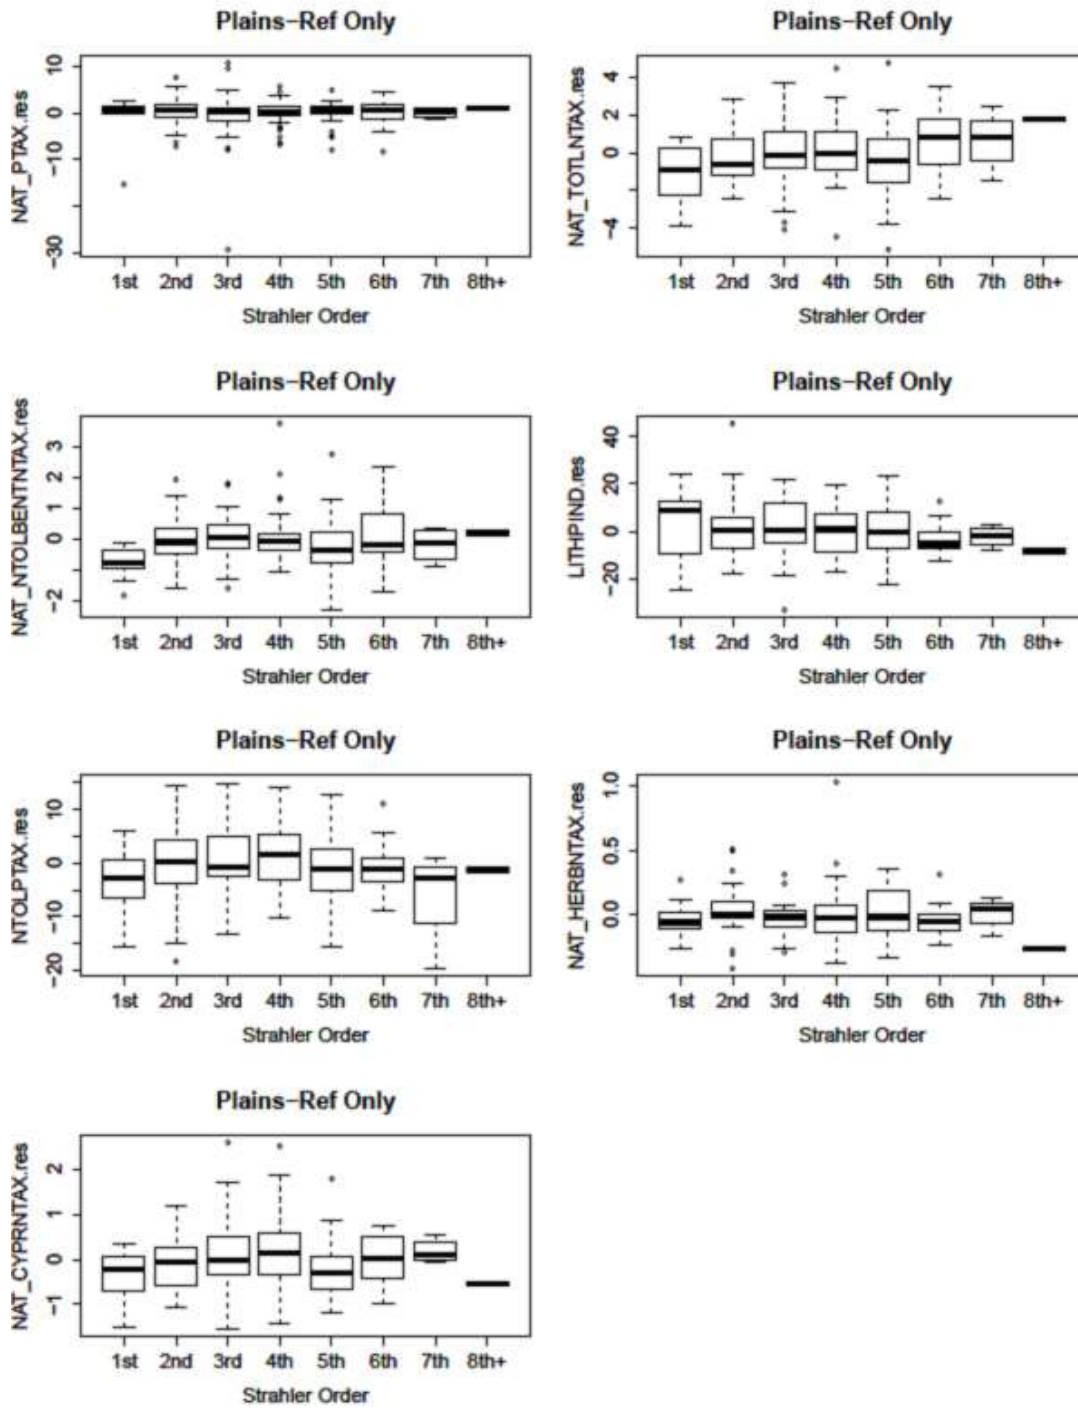 Plains-Ref Only
NAT_PTAX.res
10
0
-10
-30
1st 2nd 3rd 4th 5th 6th 7th 8th+
Strahler Order
Plains-Ref Only
NAT_TOTLNTAX.res
4
2
0
-4
1st 2nd 3rd 4th 5th 6th 7th 8th+
Strahler Order
Plains-Ref Only
NAT_NTOLBENTNTAX.res
3
2
1
0
-2
1st 2nd 3rd 4th 5th 6th 7th 8th+
Strahler Order
Plains-Ref Only
LITHPIND.res
40
20
0
-20
1st 2nd 3rd 4th 5th 6th 7th 8th+
Strahler Order
Plains-Ref Only
NTOLPTAX.res
10
0
-10
-20
1st 2nd 3rd 4th 5th 6th 7th 8th+
Strahler Order
Plains-Ref Only
NAT_HERBNTAX.res
1.0
0.5
0.0
1st 2nd 3rd 4th 5th 6th 7th 8th+
Strahler Order
Plains-Ref Only
NAT_CYPRNTAX.res
2
1
0
-1
1st 2nd 3rd 4th 5th 6th 7th 8th+
Strahler Order